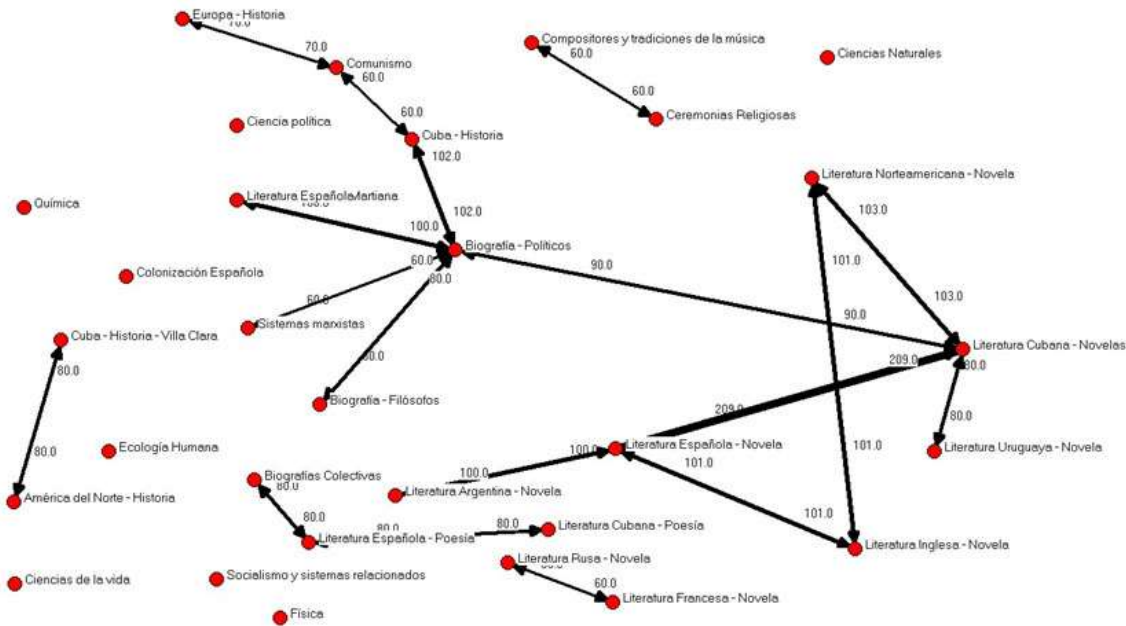 Europa - Historia
70.0
70.0
Comunismo
60.0
60.0
Compositores y tradiciones de la música
60.0
60.0
Ceremonias Religiosas
Ciencias Naturales
Ciencia política
Cuba - Historia
102.0
102.0
Literatura Española Martiana
100.0
100.0
Literatura Norteamericana - Novela
103.0
103.0
101.0
101.0
Química
Biografía - Políticos
60.0
60.0
80.0
80.0
90.0
90.0
Colonización Española
Sistemas marxistas
Cuba - Historia - Villa Clara
80.0
80.0
Literatura Cubana - Novelas
209.0
209.0
80.0
80.0
Biografía - Filósofos
Ecología Humana
Literatura Española - Novela
100.0
100.0
101.0
101.0
Literatura Uruguaya - Novela
Biografías Colectivas
80.0
80.0
Literatura Argentina - Novela
América del Norte - Historia
80.0
80.0
Literatura Cubana - Poesía
Literatura Española - Poesía
Literatura Inglesa - Novela
Literatura Rusa - Novela
60.0
60.0
Ciencias de la vida
Socialismo y sistemas relacionados
Literatura Francesa - Novela
Física